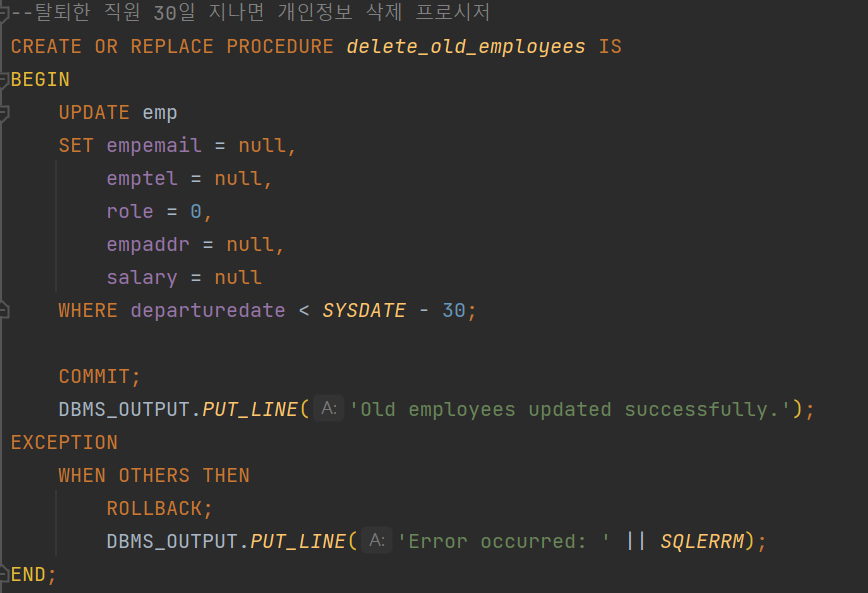 --탈퇴한 직원 30일 지나면 개인정보 삭제 프로시저
CREATE OR REPLACE PROCEDURE delete_old_employees IS
BEGIN
    UPDATE emp
    SET empemail = null,
        emptel = null,
        role = 0,
        empaddr = null,
        salary = null
    WHERE departuredate < SYSDATE - 30;

    COMMIT;
    DBMS_OUTPUT.PUT_LINE( A: 'Old employees updated successfully.');
EXCEPTION
    WHEN OTHERS THEN
        ROLLBACK;
        DBMS_OUTPUT.PUT_LINE( A: 'Error occurred: ' || SQLERRM);
END;